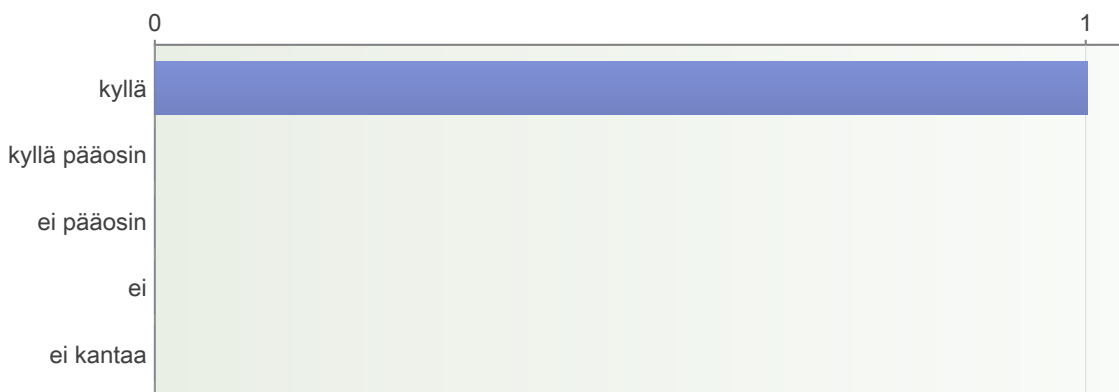 0 1
kyllä
kyllä pääosin
ei pääosin
ei
ei kantaa